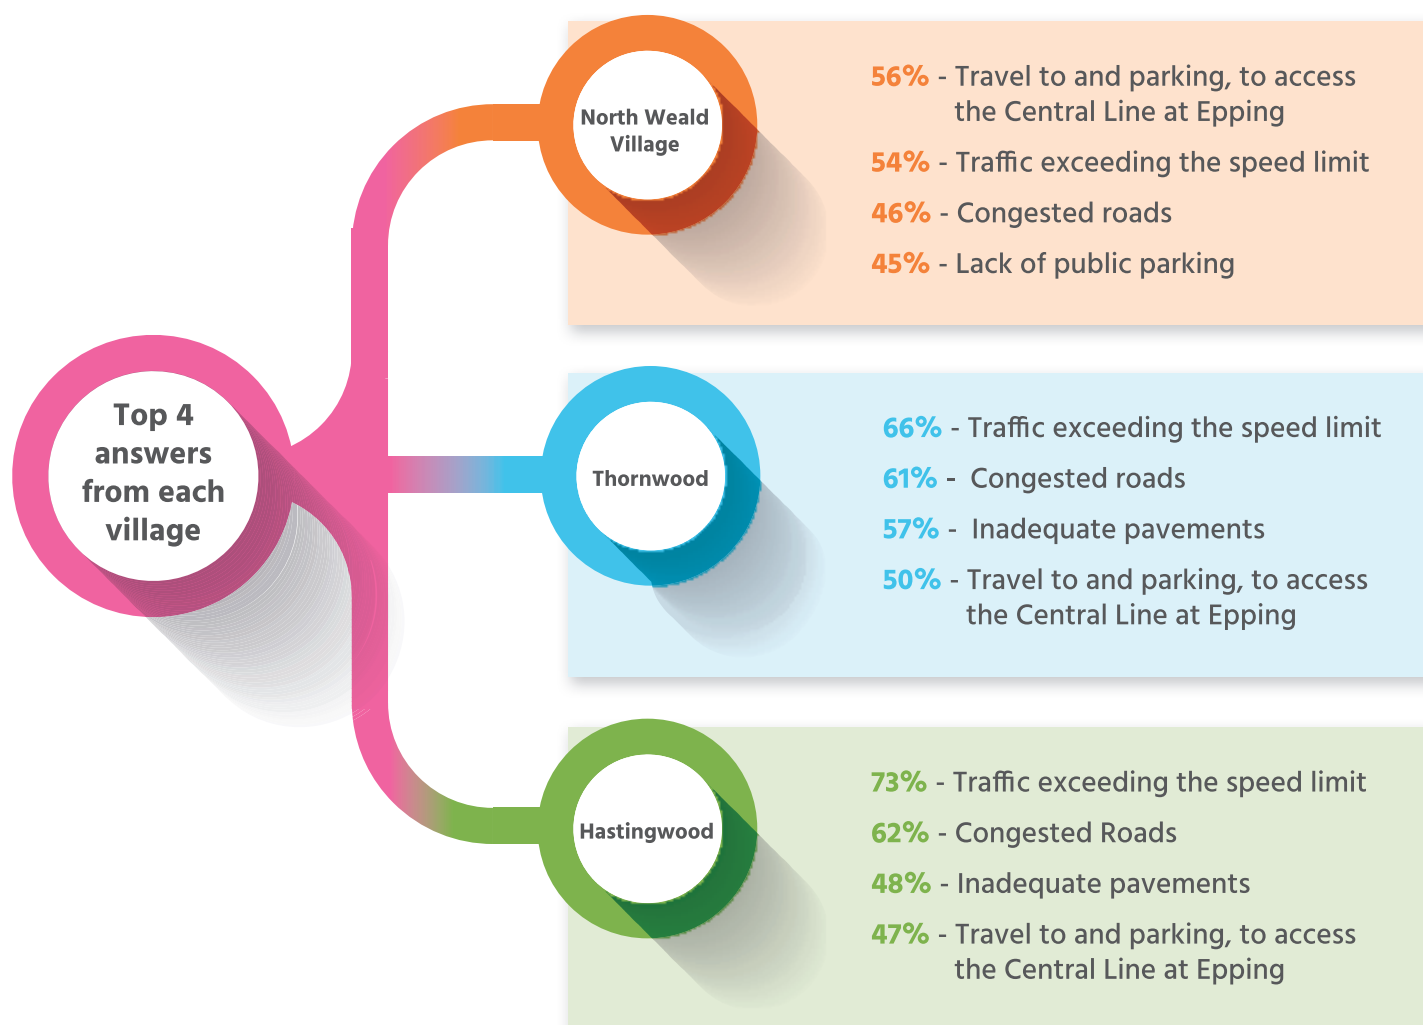 Top 4
answers
from each
village
North Weald
Village
56% - Travel to and parking, to access
the Central Line at Epping
54% - Traffic exceeding the speed limit
46% - Congested roads
45% - Lack of public parking
Thornwood
66% - Traffic exceeding the speed limit
61% - Congested roads
57% - Inadequate pavements
50% - Travel to and parking, to access
the Central Line at Epping
Hastingwood
73% - Traffic exceeding the speed limit
62% - Congested Roads
48% - Inadequate pavements
47% - Travel to and parking, to access
the Central Line at Epping